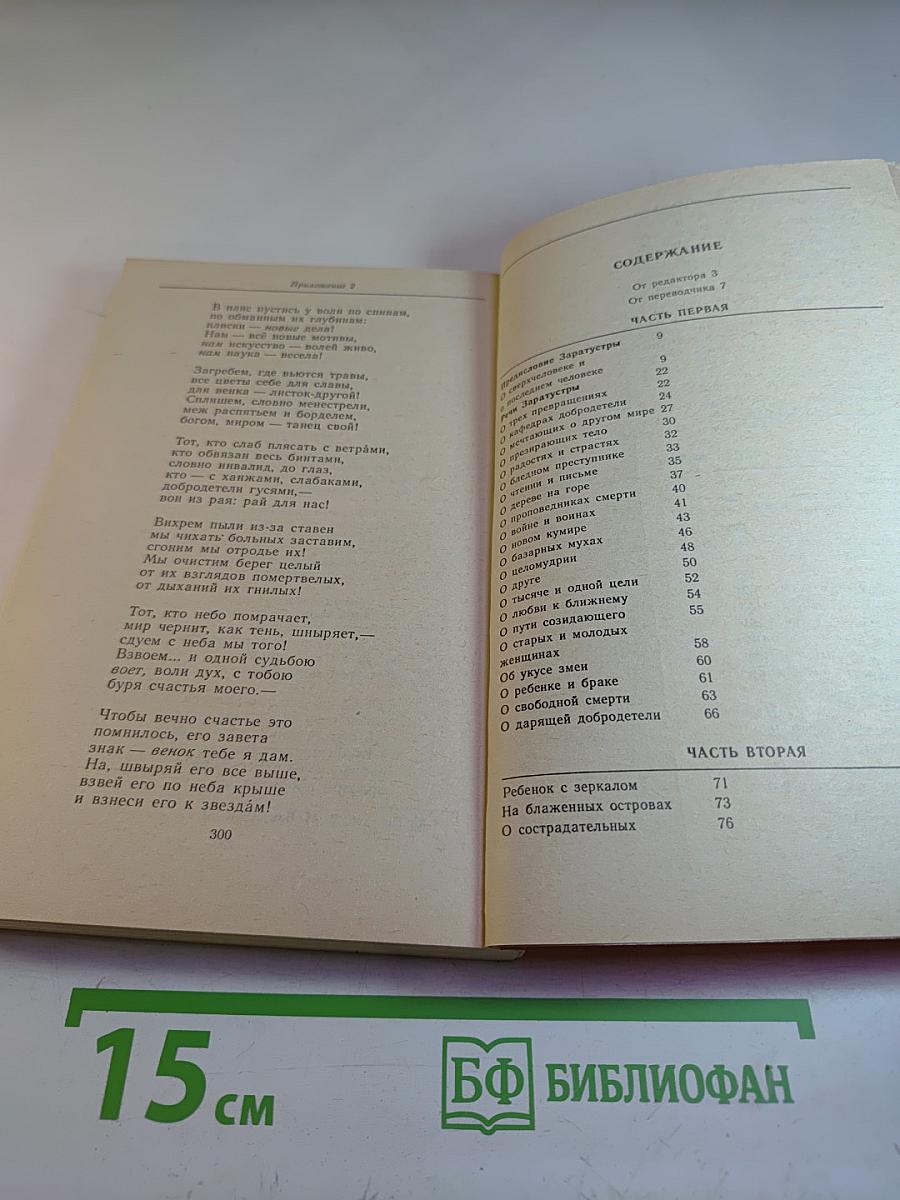 Приложение 2
В пляс пустись у волн по спинам,
по обманным их глубинам:
пляски — новые дела!
Нам — всё новые мотивы,
нам искусство — волей живо,
нам наука — весела!
Загребем, где вьются травы,
все цветы себе для славы,
для венка — листок-другой!
Спляшем, словно менестрели,
меж распятьем и борделем,
богом, миром — танец свой!
Тот, кто слаб плясать с ветра́ми,
кто обвязан весь бинтами,
словно инвалид, до глаз,
кто — с ханжами, слабаками,
добродетели гусями,—
вон из рая: рай для нас!
Вихрем пыли из-за ставен
мы чихать больных заставим,
сгоним мы отродье их!
Мы очистим берег целый
от их взглядов помертвелых,
от дыханий их гнилых!
Тот, кто небо помрачает,
мир чернит, как тень, шныряет,—
сдуем с неба мы того!
Взвоем... и одной судьбою
воет, воли дух, с тобою
буря счастья моего.—
Чтобы вечно счастье это
помнилось, его завета
знак — венок тебе я дам.
На, швыряй его все выше,
взвей его по неба крыше
и взнеси его к звезда́м!
300
СОДЕРЖАНИЕ
От редактора 3
От переводчика 7
ЧАСТЬ ПЕРВАЯ
Предисловие Заратустры 9
О сверхчеловеке и
о последнем человеке 9
Речи Заратустры 22
О трех превращениях 22
О кафедрах добродетели 24
О мечтающих о другом мире 27
О презирающих тело 30
О радостях и страстях 32
О бледном преступнике 33
О чтении и письме 35
О дереве на горе 37
О проповедниках смерти 40
О войне и воинах 41
О новом кумире 43
О базарных мухах 46
О целомудрии 48
О друге 50
О тысяче и одной цели 52
О любви к ближнему 54
О пути созидающего 55
О старых и молодых
женщинах 58
Об укусе змеи 60
О ребенке и браке 61
О свободной смерти 63
О дарящей добродетели 66
ЧАСТЬ ВТОРАЯ
Ребенок с зеркалом 71
На блаженных островах 73
О сострадательных 76
15 см
БФ БИБЛИОФАН